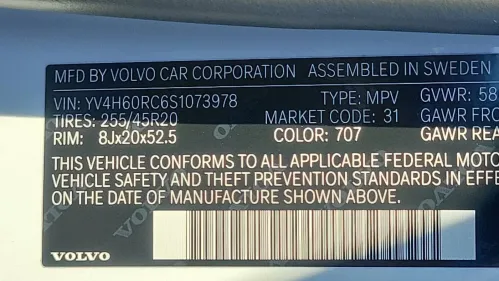 MFD BY VOLVO CAR CORPORATION ASSEMBLED IN SWEDEN
VIN: YV4H60RC6S1073978 TYPE: MPV GVWR: 58
TIRES: 255/45R20 MARKET CODE: 31 GAWR FRO
RIM: 8Jx20x52.5 COLOR: 707 GAWR REA
THIS VEHICLE CONFORMS TO ALL APPLICABLE FEDERAL MOTO
VEHICLE SAFETY AND THEFT PREVENTION STANDARDS IN EFFE
ON THE DATE OF MANUFACTURE SHOWN ABOVE.
VOLVO